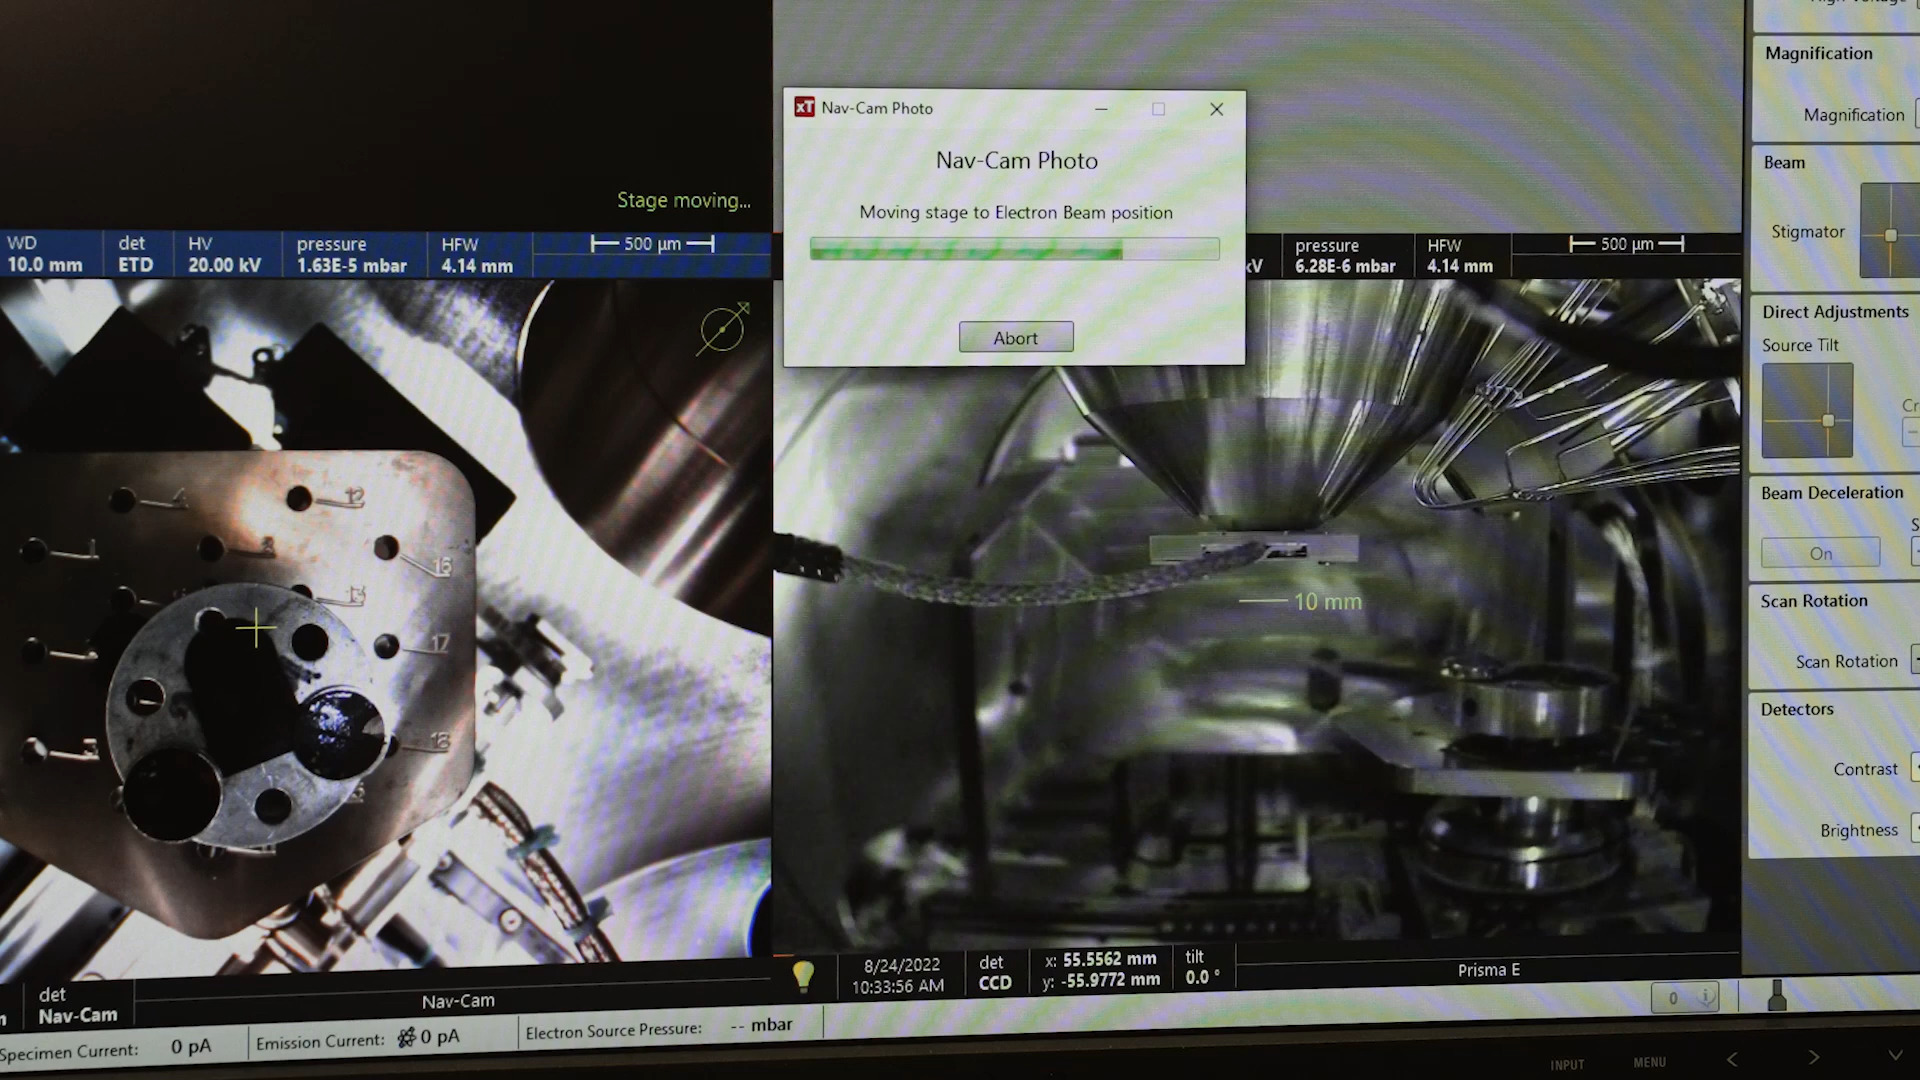 Magnification
Magnification
Beam
Stigmator
Direct Adjustments
Source Tilt
Cr
Beam Deceleration
S
On
Scan Rotation
Scan Rotation
Detectors
Contrast
Brightness
xT Nav-Cam Photo
Nav-Cam Photo
Moving stage to Electron Beam position
Abort
Stage moving...
WD det HV pressure HFW 500 µm
10.0 mm ETD 20.00 kV 1.63E-5 mbar 4.14 mm
pressure HFW 500 µm
kV 6.28E-6 mbar 4.14 mm
12
16
17
18
10 mm
8/24/2022 det x: 55.5562 mm tilt
10:33:56 AM CCD y: -55.9772 mm 0.0 °
Prisma E
det
Nav-Cam
Nav-Cam
0 i
Specimen Current: 0 pA Emission Current: 0 pA Electron Source Pressure: -- mbar
INPUT MENU